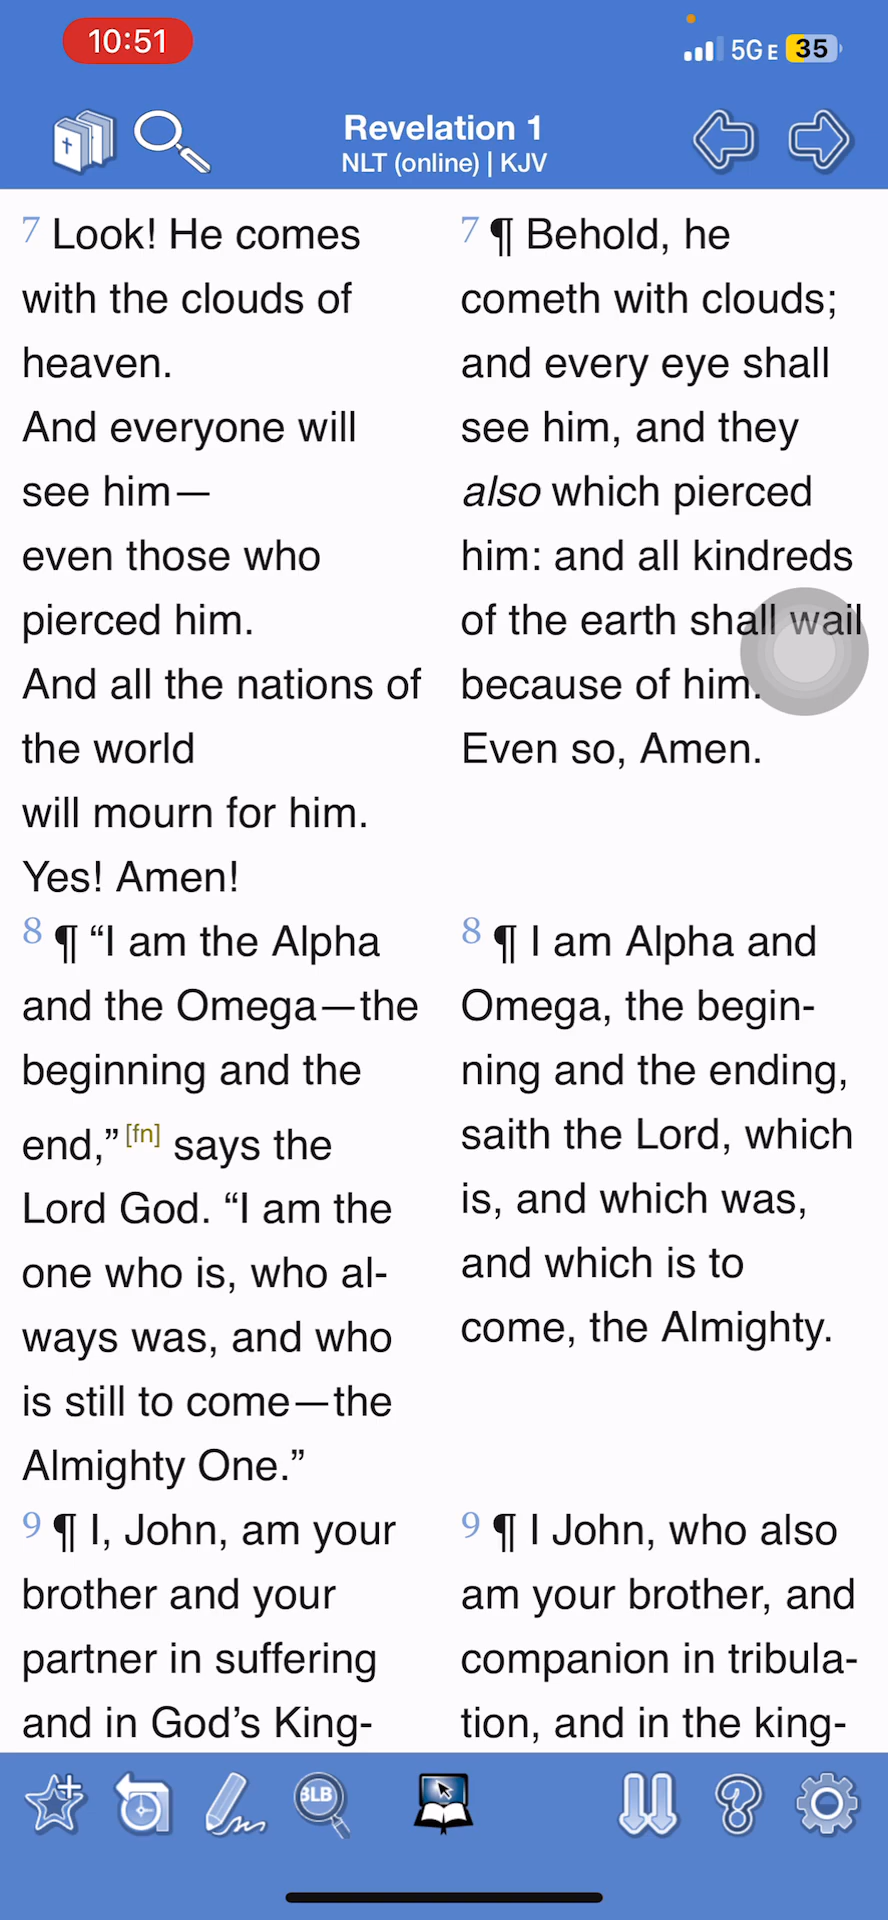 10:51
5GE 35
Revelation 1
NLT (online) | KJV
7 Look! He comes
with the clouds of
heaven.
And everyone will
see him—
even those who
pierced him.
And all the nations of
the world
will mourn for him.
Yes! Amen!
8 ¶ “I am the Alpha
and the Omega—the
beginning and the
end,” [fn] says the
Lord God. “I am the
one who is, who al-
ways was, and who
is still to come—the
Almighty One.”
9 ¶ I, John, am your
brother and your
partner in suffering
and in God’s King-
7 ¶ Behold, he
cometh with clouds;
and every eye shall
see him, and they
also which pierced
him: and all kindreds
of the earth shall wail
because of him.
Even so, Amen.
8 ¶ I am Alpha and
Omega, the begin-
ning and the ending,
saith the Lord, which
is, and which was,
and which is to
come, the Almighty.
9 ¶ I John, who also
am your brother, and
companion in tribula-
tion, and in the king-
BLB